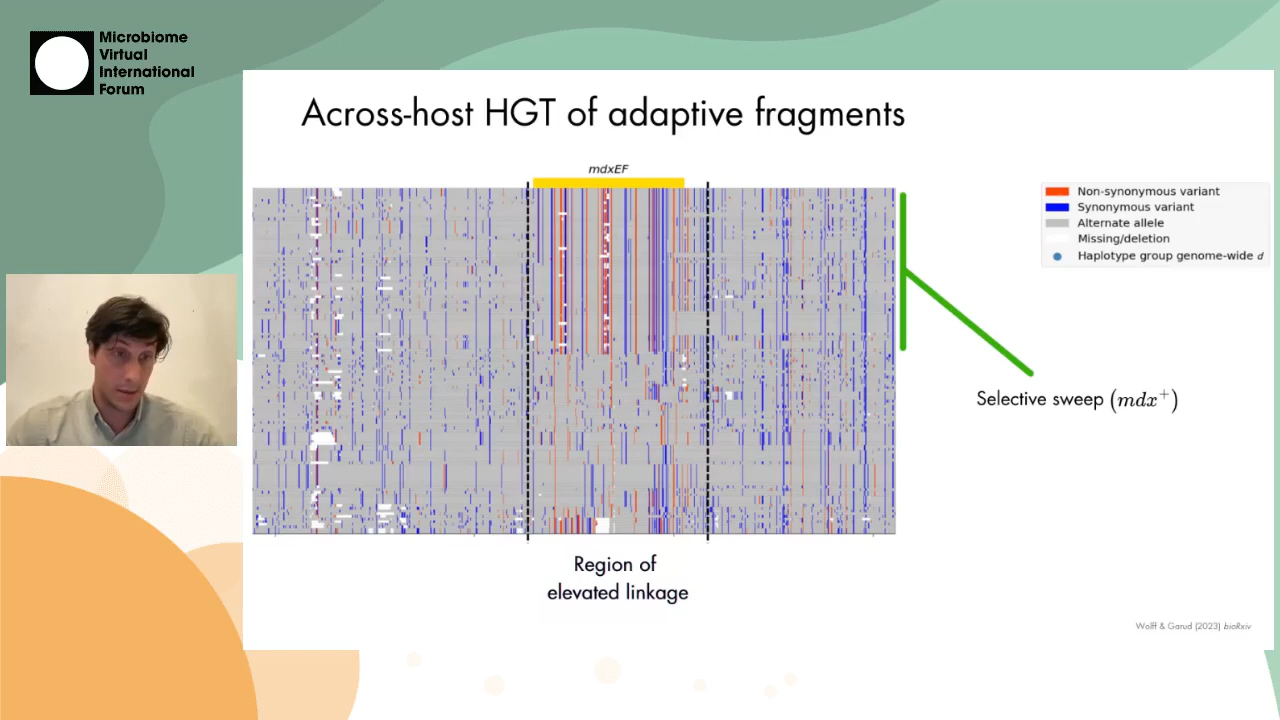 Microbiome
Virtual
International
Forum
Across-host HGT of adaptive fragments
mdxEF
Non-synonymous variant
Synonymous variant
Alternate allele
Missing/deletion
Haplotype group genome-wide d
Selective sweep (mdx⁺)
Region of
elevated linkage
Wolff & Garud (2023) bioRxiv